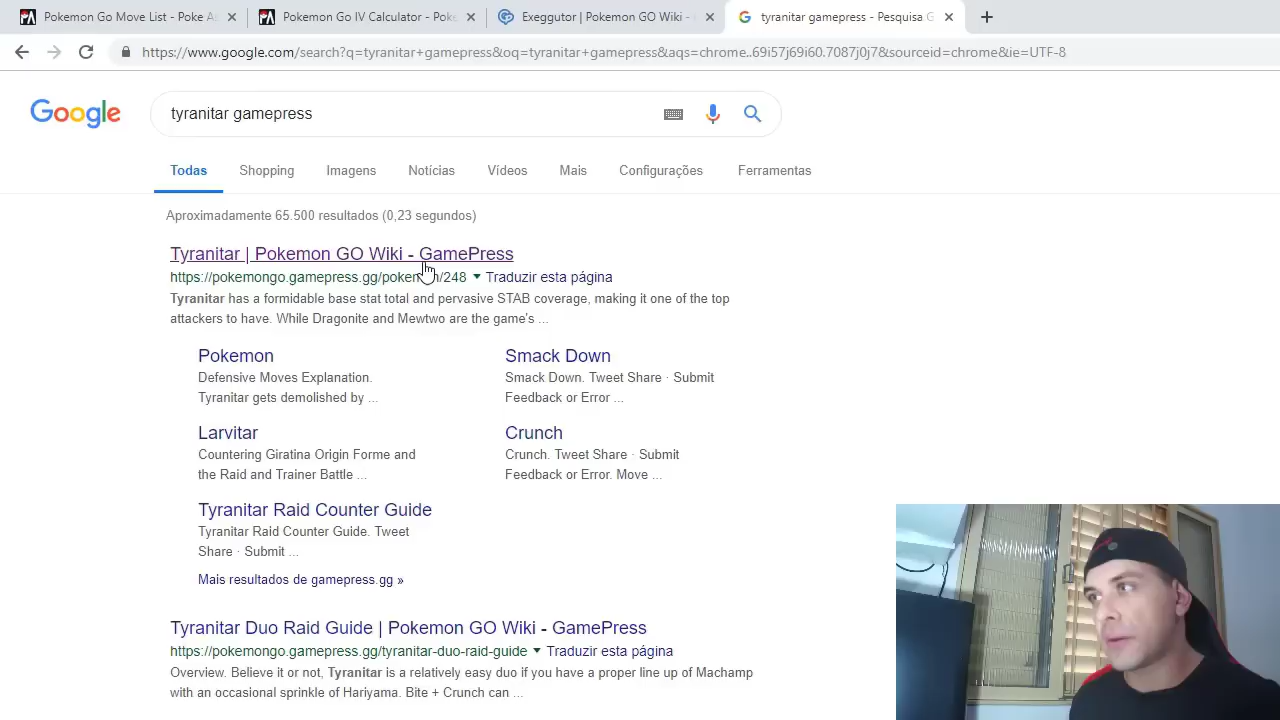 Pokemon Go Move List - Poke As
Pokemon Go IV Calculator - Poke
Exeggutor | Pokemon GO Wiki -
tyranitar gamepress - Pesquisa G
https://www.google.com/search?q=tyranitar+gamepress&oq=tyranitar+gamepress&aqs=chrome..69i57j69i60.7087j0j7&sourceid=chrome&ie=UTF-8
Google
tyranitar gamepress
Todas Shopping Imagens Notícias Vídeos Mais Configurações Ferramentas
Aproximadamente 65.500 resultados (0,23 segundos)
Tyranitar | Pokemon GO Wiki - GamePress
https://pokemongo.gamepress.gg/pokemon/248 Traduzir esta página
Tyranitar has a formidable base stat total and pervasive STAB coverage, making it one of the top
attackers to have. While Dragonite and Mewtwo are the game's ...
Pokemon
Defensive Moves Explanation.
Tyranitar gets demolished by ...
Smack Down
Smack Down. Tweet Share · Submit
Feedback or Error ...
Larvitar
Countering Giratina Origin Forme and
the Raid and Trainer Battle ...
Crunch
Crunch. Tweet Share · Submit
Feedback or Error. Move ...
Tyranitar Raid Counter Guide
Tyranitar Raid Counter Guide. Tweet
Share · Submit ...
Mais resultados de gamepress.gg »
Tyranitar Duo Raid Guide | Pokemon GO Wiki - GamePress
https://pokemongo.gamepress.gg/tyranitar-duo-raid-guide Traduzir esta página
Overview. Believe it or not, Tyranitar is a relatively easy duo if you have a proper line up of Machamp
with an occasional sprinkle of Hariyama. Bite + Crunch can ...